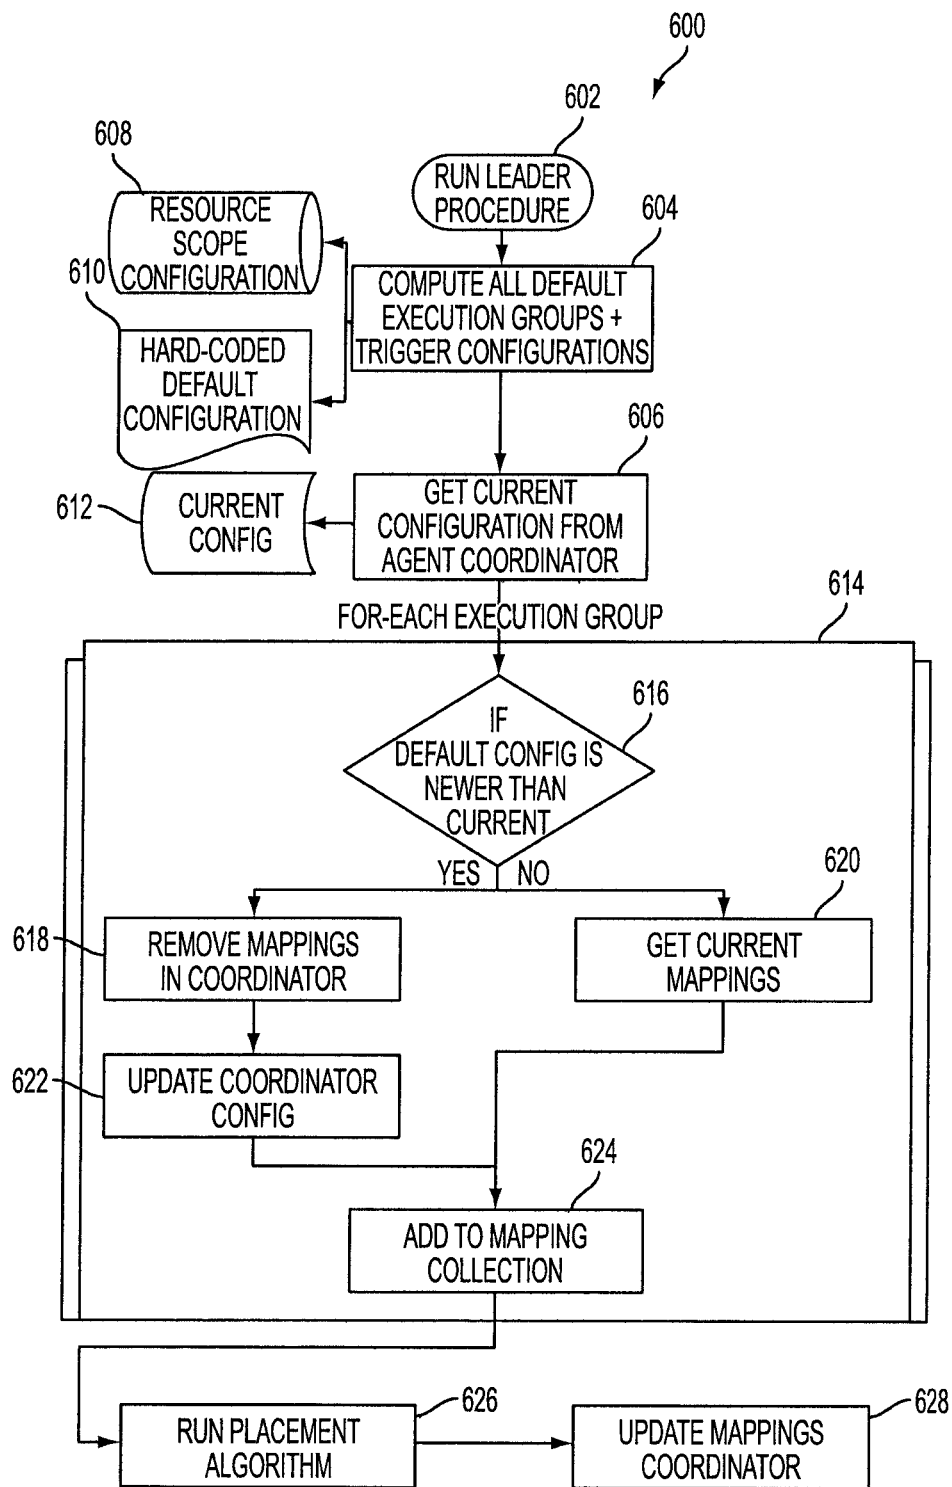 600
602
RUN LEADER
PROCEDURE
608
RESOURCE
SCOPE
CONFIGURATION
604
COMPUTE ALL DEFAULT
EXECUTION GROUPS +
TRIGGER CONFIGURATIONS
610
HARD-CODED
DEFAULT
CONFIGURATION
606
GET CURRENT
CONFIGURATION FROM
AGENT COORDINATOR
612
CURRENT
CONFIG
FOR-EACH EXECUTION GROUP
614
616
IF
DEFAULT CONFIG IS
NEWER THAN
CURRENT
YES
NO
618
REMOVE MAPPINGS
IN COORDINATOR
620
GET CURRENT
MAPPINGS
622
UPDATE COORDINATOR
CONFIG
624
ADD TO MAPPING
COLLECTION
626
RUN PLACEMENT
ALGORITHM
628
UPDATE MAPPINGS
COORDINATOR